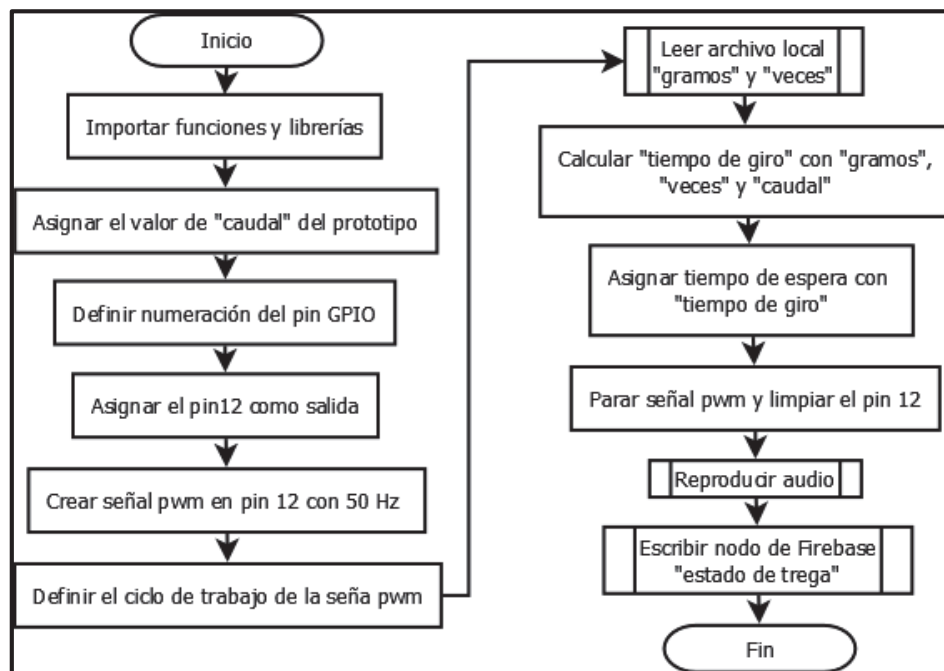 Inicio
Importar funciones y librerías
Asignar el valor de "caudal" del prototipo
Definir numeración del pin GPIO
Asignar el pin12 como salida
Crear señal pwm en pin 12 con 50 Hz
Definir el ciclo de trabajo de la seña pwm
Leer archivo local
"gramos" y "veces"
Calcular "tiempo de giro" con "gramos",
"veces" y "caudal"
Asignar tiempo de espera con
"tiempo de giro"
Parar señal pwm y limpiar el pin 12
Reproducir audio
Escribir nodo de Firebase
"estado de trega"
Fin